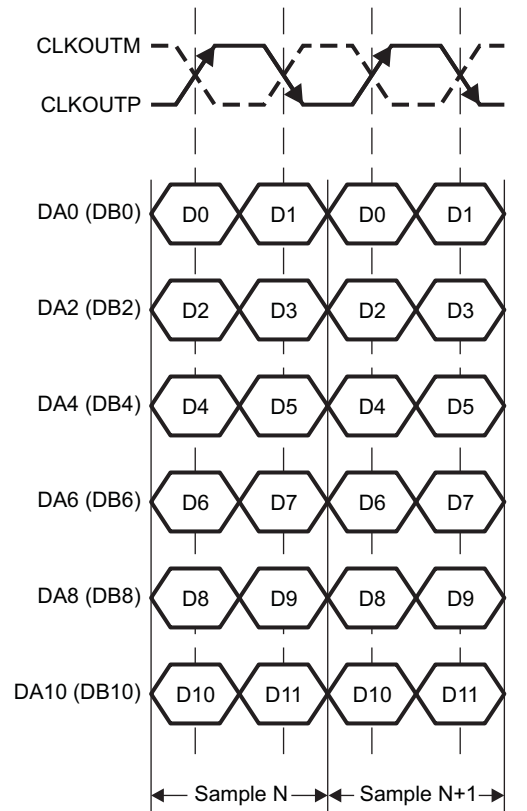 CLKOUTM
CLKOUTP
DA0 (DB0) D0 D1 D0 D1
DA2 (DB2) D2 D3 D2 D3
DA4 (DB4) D4 D5 D4 D5
DA6 (DB6) D6 D7 D6 D7
DA8 (DB8) D8 D9 D8 D9
DA10 (DB10) D10 D11 D10 D11
Sample N Sample N+1